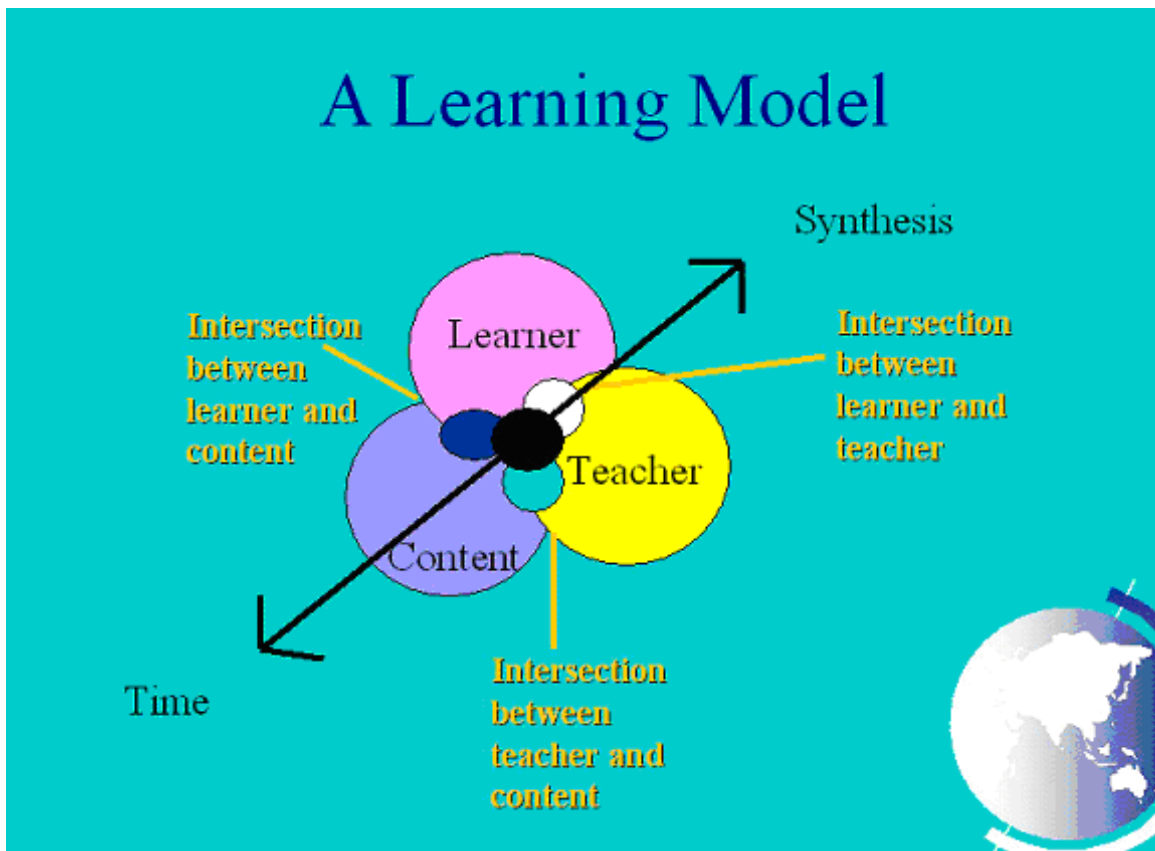 A Learning Model
Synthesis
Intersection
between
learner and
content
Learner
Intersection
between
learner and
teacher
Teacher
Content
Time
Intersection
between
teacher and
content